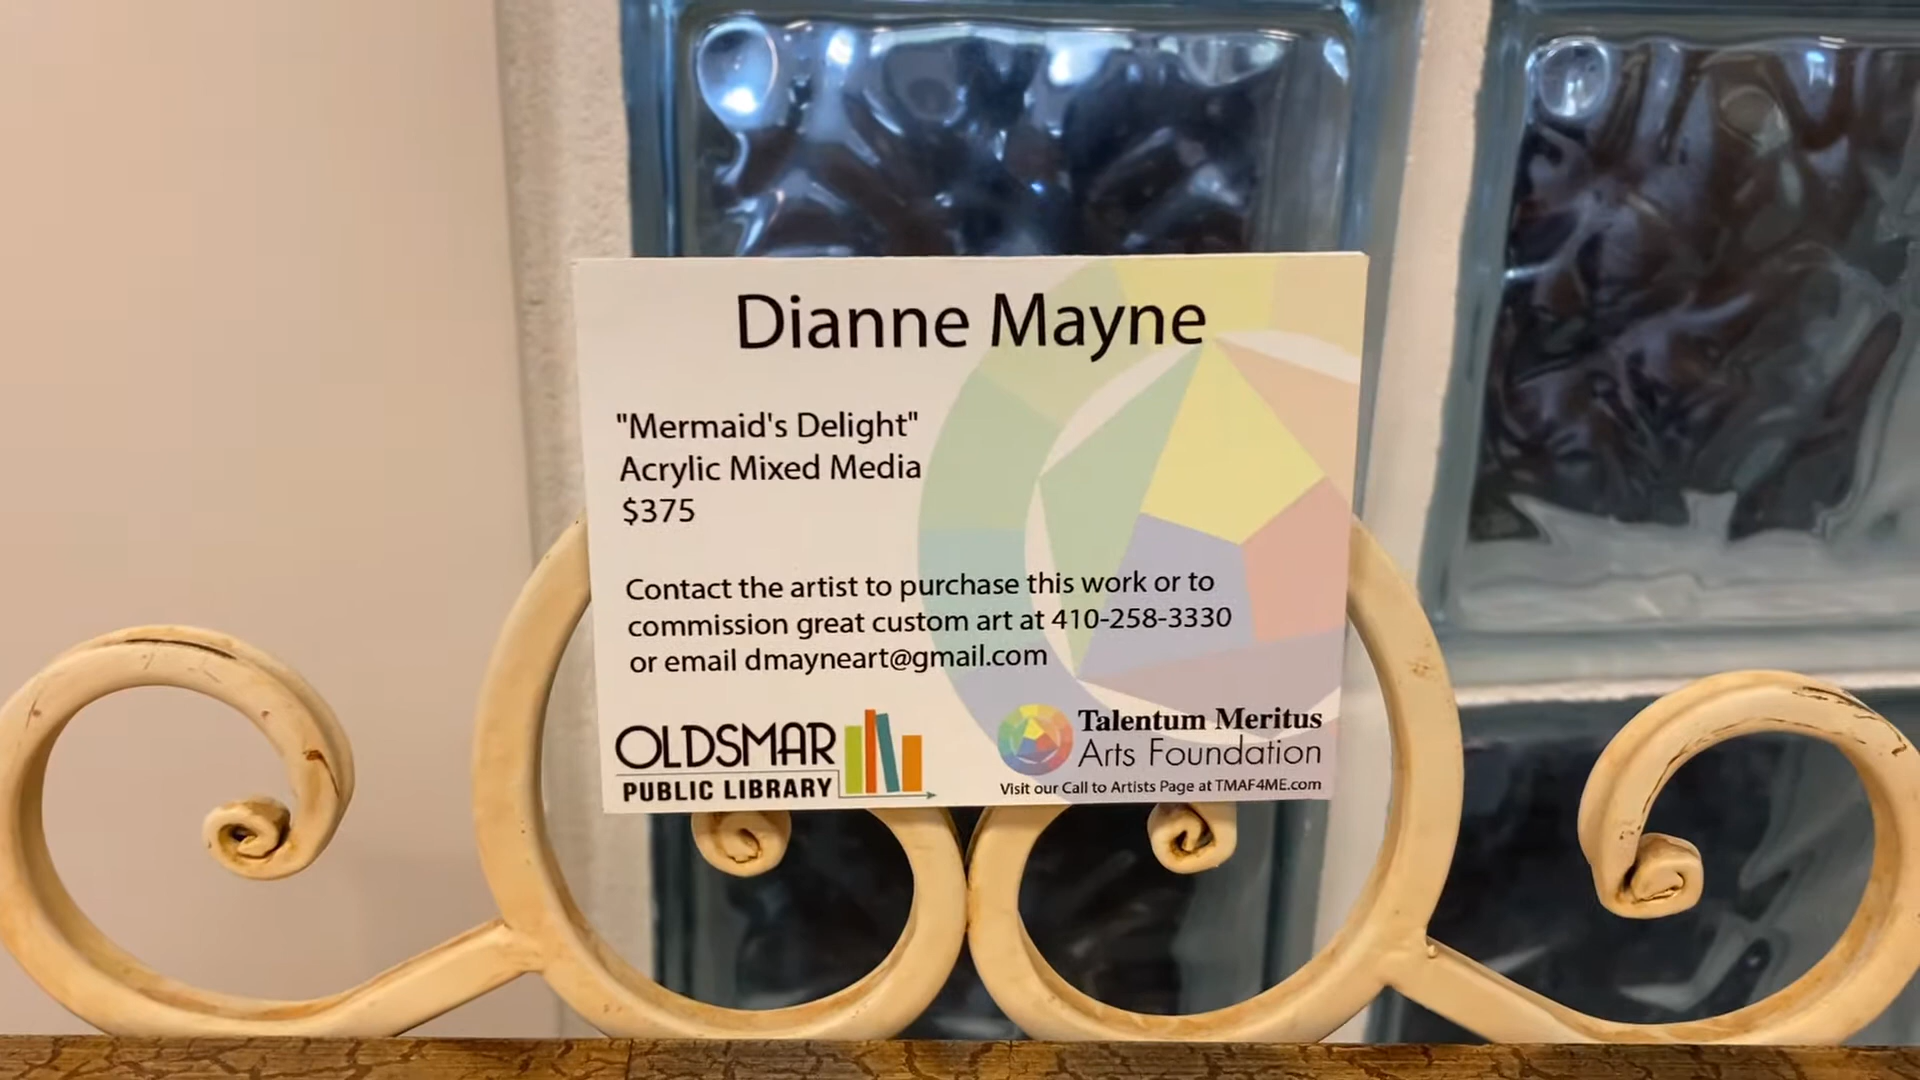 Dianne Mayne
"Mermaid's Delight"
Acrylic Mixed Media
$375
Contact the artist to purchase this work or to
commission great custom art at 410-258-3330
or email dmayneart@gmail.com
OLDSMAR
PUBLIC LIBRARY
Talentum Meritus
Arts Foundation
Visit our Call to Artists Page at TMAF4ME.com